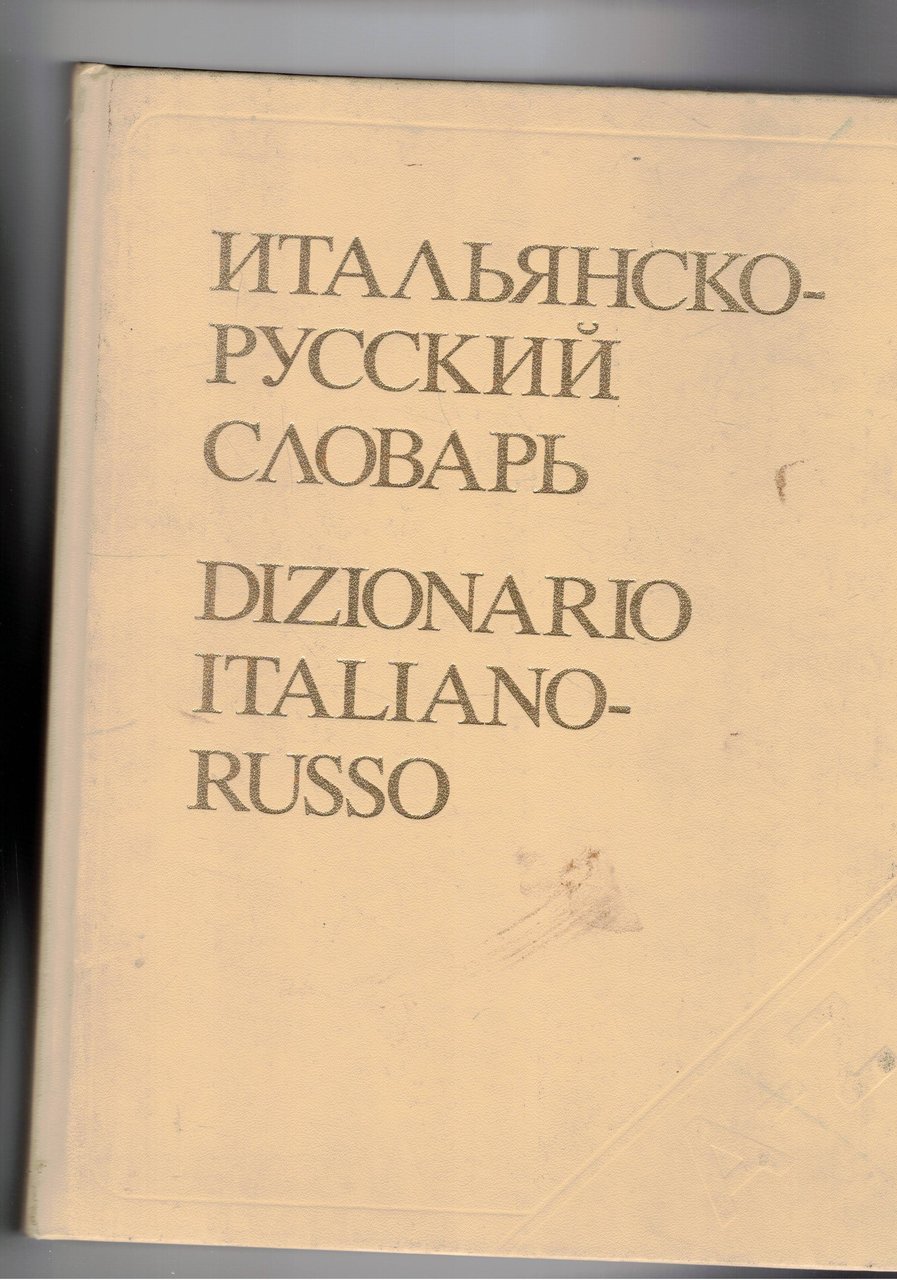 ИТАЛЬЯНСКО-
РУССКИЙ
СЛОВАРЬ
DIZIONARIO
ITALIANO-
RUSSO